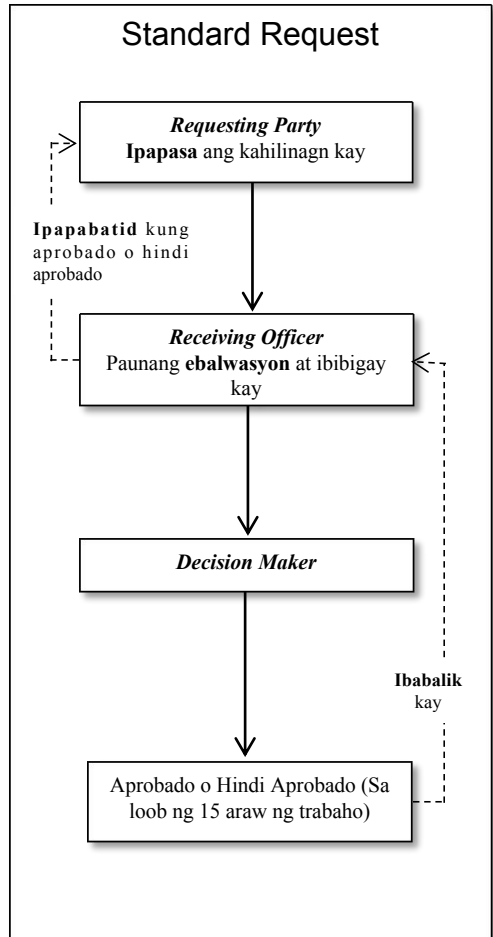 Standard Request
Requesting Party
Ipapasa ang kahilinagn kay
Ipapabatid kung
aprobado o hindi
aprobado
Receiving Officer
Paunang ebalwasyon at ibibigay
kay
Decision Maker
Ibabalik
kay
Aprobado o Hindi Aprobado (Sa
loob ng 15 araw ng trabaho)